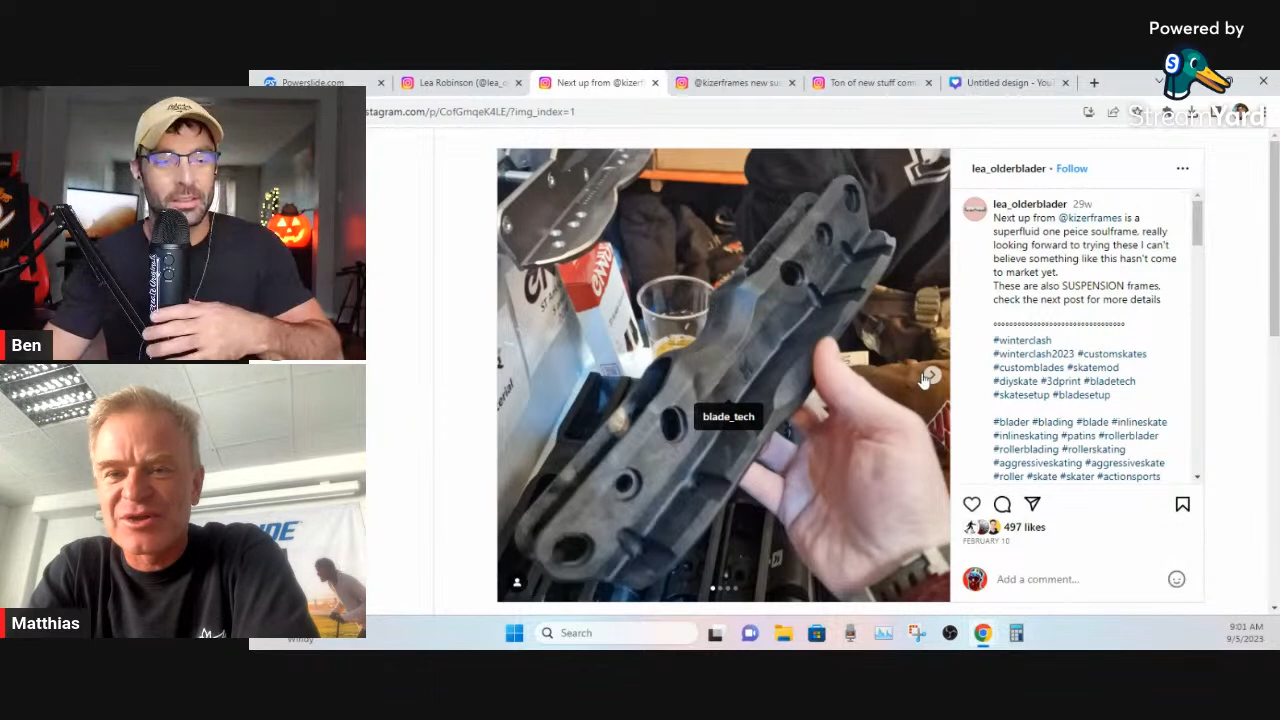 Powered by
S
StreamYard
Powerslide.com
Lea Robinson (@lea_o
Next up from @kizerf
@kizerframes new su
Ton of new stuff com
Untitled design - You
stagram.com/p/CofGmqeK4LE/?img_index=1
lea_olderblader • Follow
lea_olderblader 29w
Next up from @kizerframes is a
superfluid one peice soulframe, really
looking forward to trying these I can't
believe something like this hasn't come
to market yet.
These are also SUSPENSION frames,
check the next post for more details
#winterclash
#winterclash2023 #customskates
#customblades #skatemod
#diyskate #3dprint #bladetech
#skatesetup #bladesetup
#blader #blading #blade #inlineskate
#inlineskating #patins #rollerblader
#rollerblading #rollerskating
#aggressiveskating #aggressiveskate
#roller #skate #skater #actionsports
blade_tech
497 likes
FEBRUARY 10
Add a comment...
Ben
Matthias
Search
9:01 AM
9/5/2023